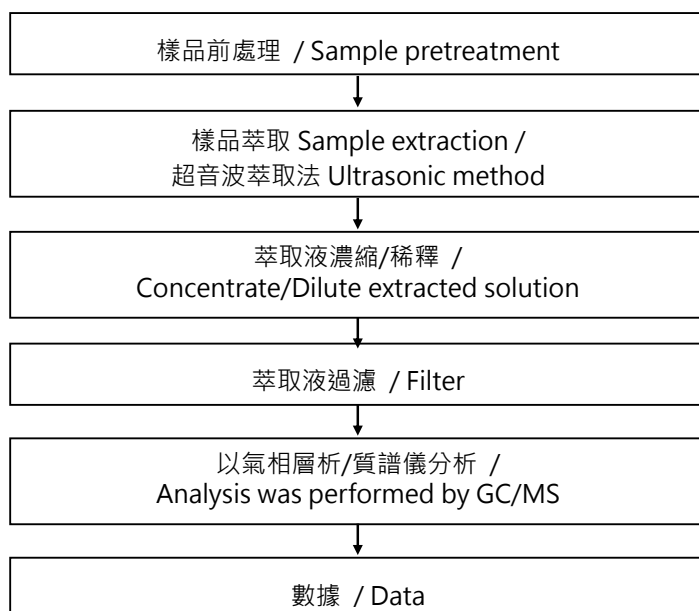 樣品前處理 / Sample pretreatment
樣品萃取 Sample extraction /
超音波萃取法 Ultrasonic method
萃取液濃縮/稀釋 /
Concentrate/Dilute extracted solution
萃取液過濾 / Filter
以氣相層析/質譜儀分析 /
Analysis was performed by GC/MS
數據 / Data